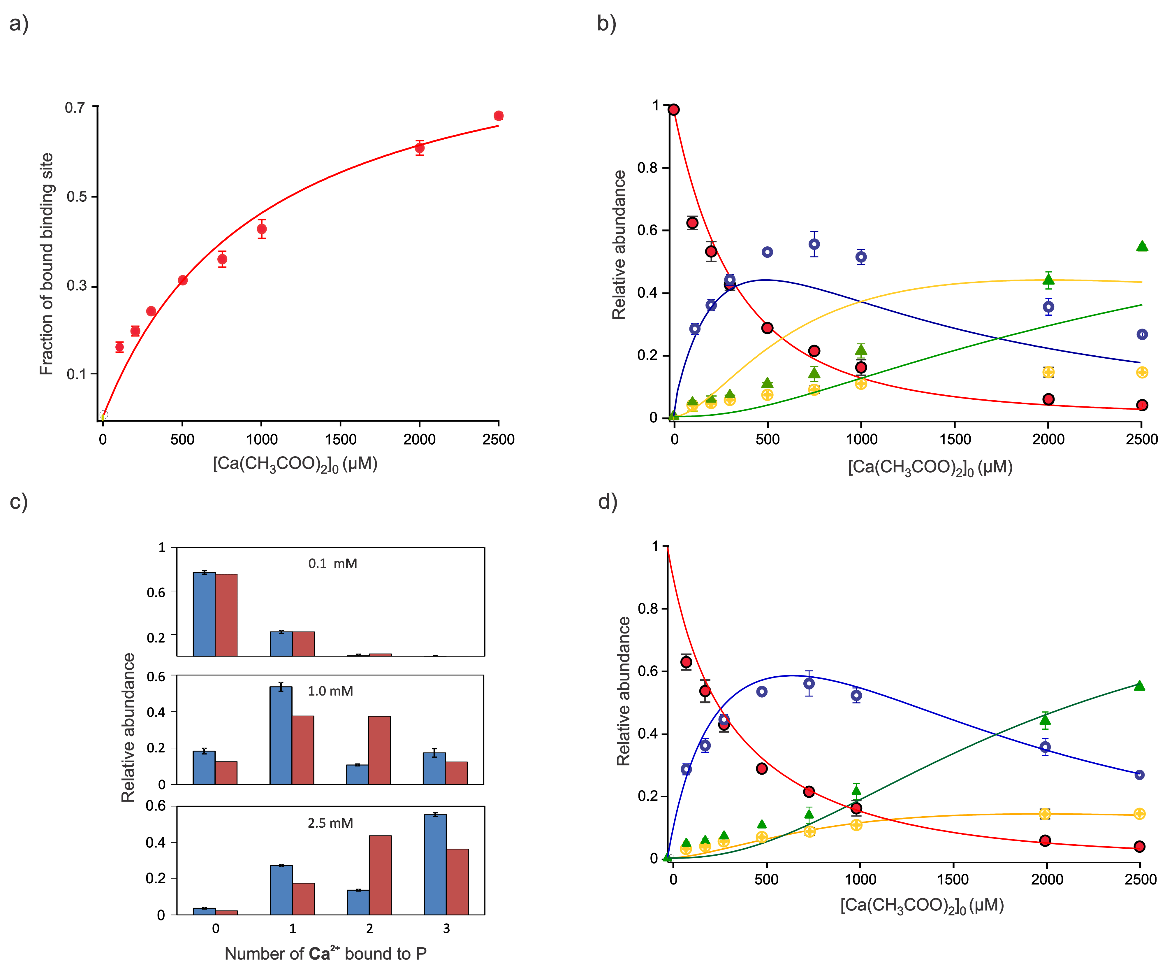 a)
0.7
0.5
0.3
0.1
Fraction of bound binding site
0 500 1000 1500 2000 2500
[Ca(CH₃COO)₂]₀ (µM)
b)
1
0.8
0.6
0.4
0.2
0
Relative abundance
0 500 1000 1500 2000 2500
[Ca(CH₃COO)₂]₀ (µM)
c)
1
0.6
0.2
0.1 mM
0.6
0.4
0.2
0
1.0 mM
0.6
0.4
0.2
0
2.5 mM
Relative abundance
0 1 2 3
Number of Ca²⁺ bound to P
d)
1
0.8
0.6
0.4
0.2
0
Relative abundance
0 500 1000 1500 2000 2500
[Ca(CH₃COO)₂]₀ (µM)